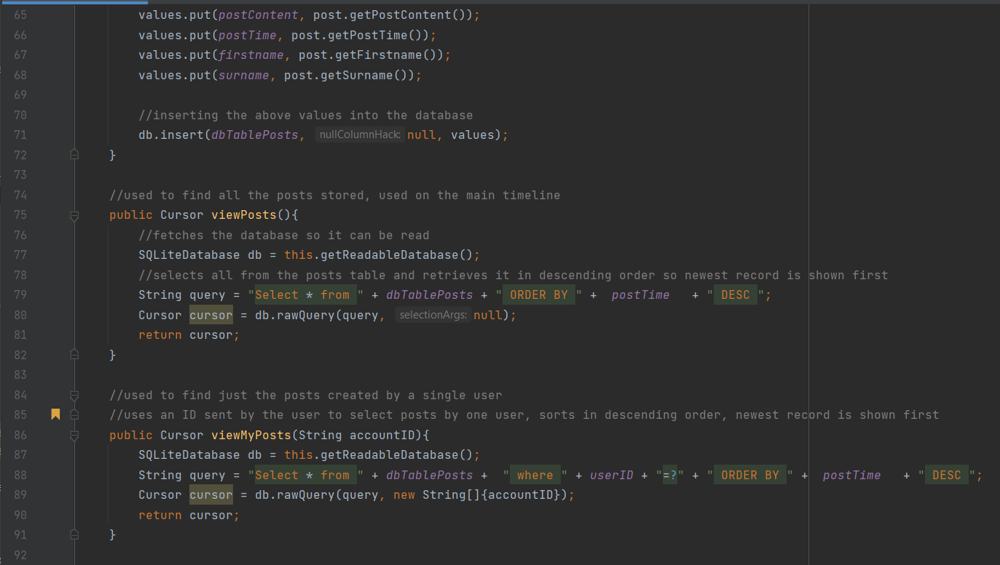 65 values.put(postContent, post.getPostContent());
66 values.put(postTime, post.getPostTime());
67 values.put(firstname, post.getFirstname());
68 values.put(surname, post.getSurname());
69
70 //inserting the above values into the database
71 db.insert(dbTablePosts, nullColumnHack: null, values);
72 }
73
74 //used to find all the posts stored, used on the main timeline
75 public Cursor viewPosts(){
76 //fetches the database so it can be read
77 SQLiteDatabase db = this.getReadableDatabase();
78 //selects all from the posts table and retrieves it in descending order so newest record is shown first
79 String query = "Select * from " + dbTablePosts + " ORDER BY " + postTime + " DESC ";
80 Cursor cursor = db.rawQuery(query, selectionArgs: null);
81 return cursor;
82 }
83
84 //used to find just the posts created by a single user
85 //uses an ID sent by the user to select posts by one user, sorts in descending order, newest record is shown first
86 public Cursor viewMyPosts(String accountID){
87 SQLiteDatabase db = this.getReadableDatabase();
88 String query = "Select * from " + dbTablePosts + " where " + userID + "=?" + " ORDER BY " + postTime + " DESC ";
89 Cursor cursor = db.rawQuery(query, new String[]{accountID});
90 return cursor;
91 }
92